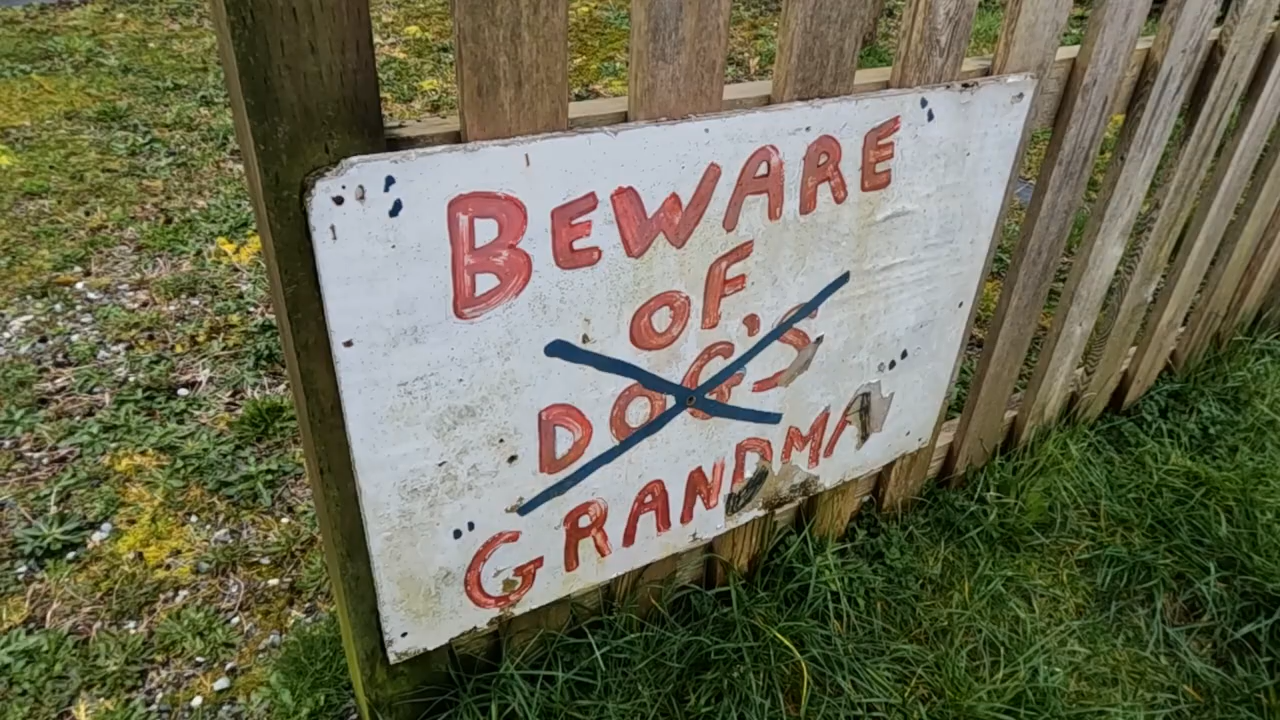 " BEWARE "
OF,
DOG'S
" GRANDMA "